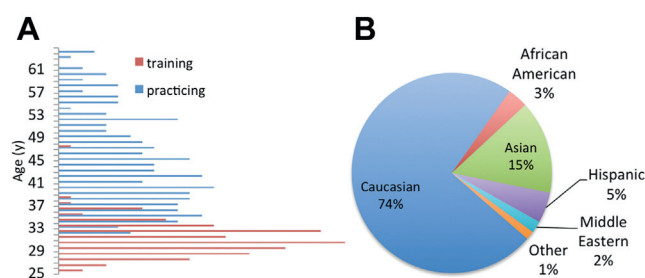 A
B
training
practicing
Age (y)
61
57
53
49
45
41
37
33
29
25
African
American
3%
Asian
15%
Hispanic
5%
Middle
Eastern
2%
Other
1%
Caucasian
74%